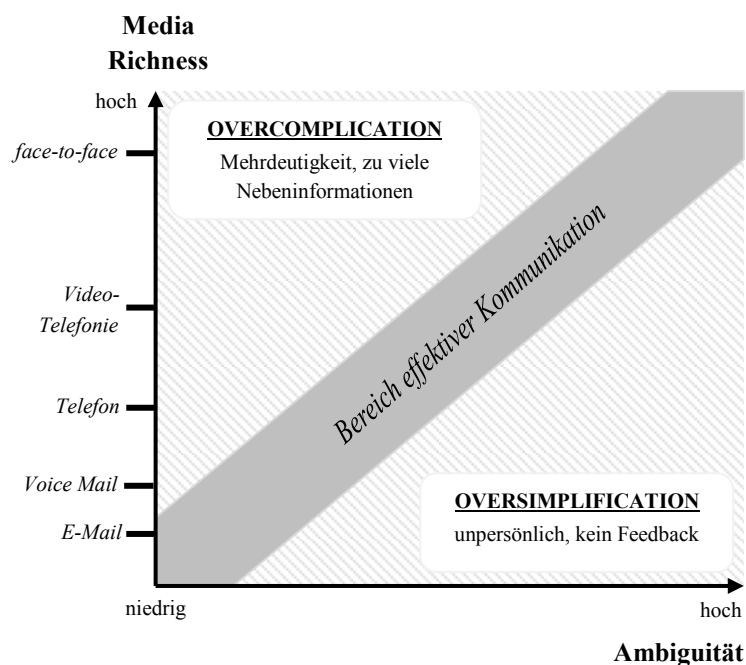 Media
Richness
hoch
OVERCOMPLICATION
Mehrdeutigkeit, zu viele
Nebeninformationen
face-to-face
Video-
Telefonie
Bereich effektiver Kommunikation
Telefon
Voice Mail
E-Mail
OVERSIMPLIFICATION
unpersönlich, kein Feedback
niedrig
hoch
Ambiguität